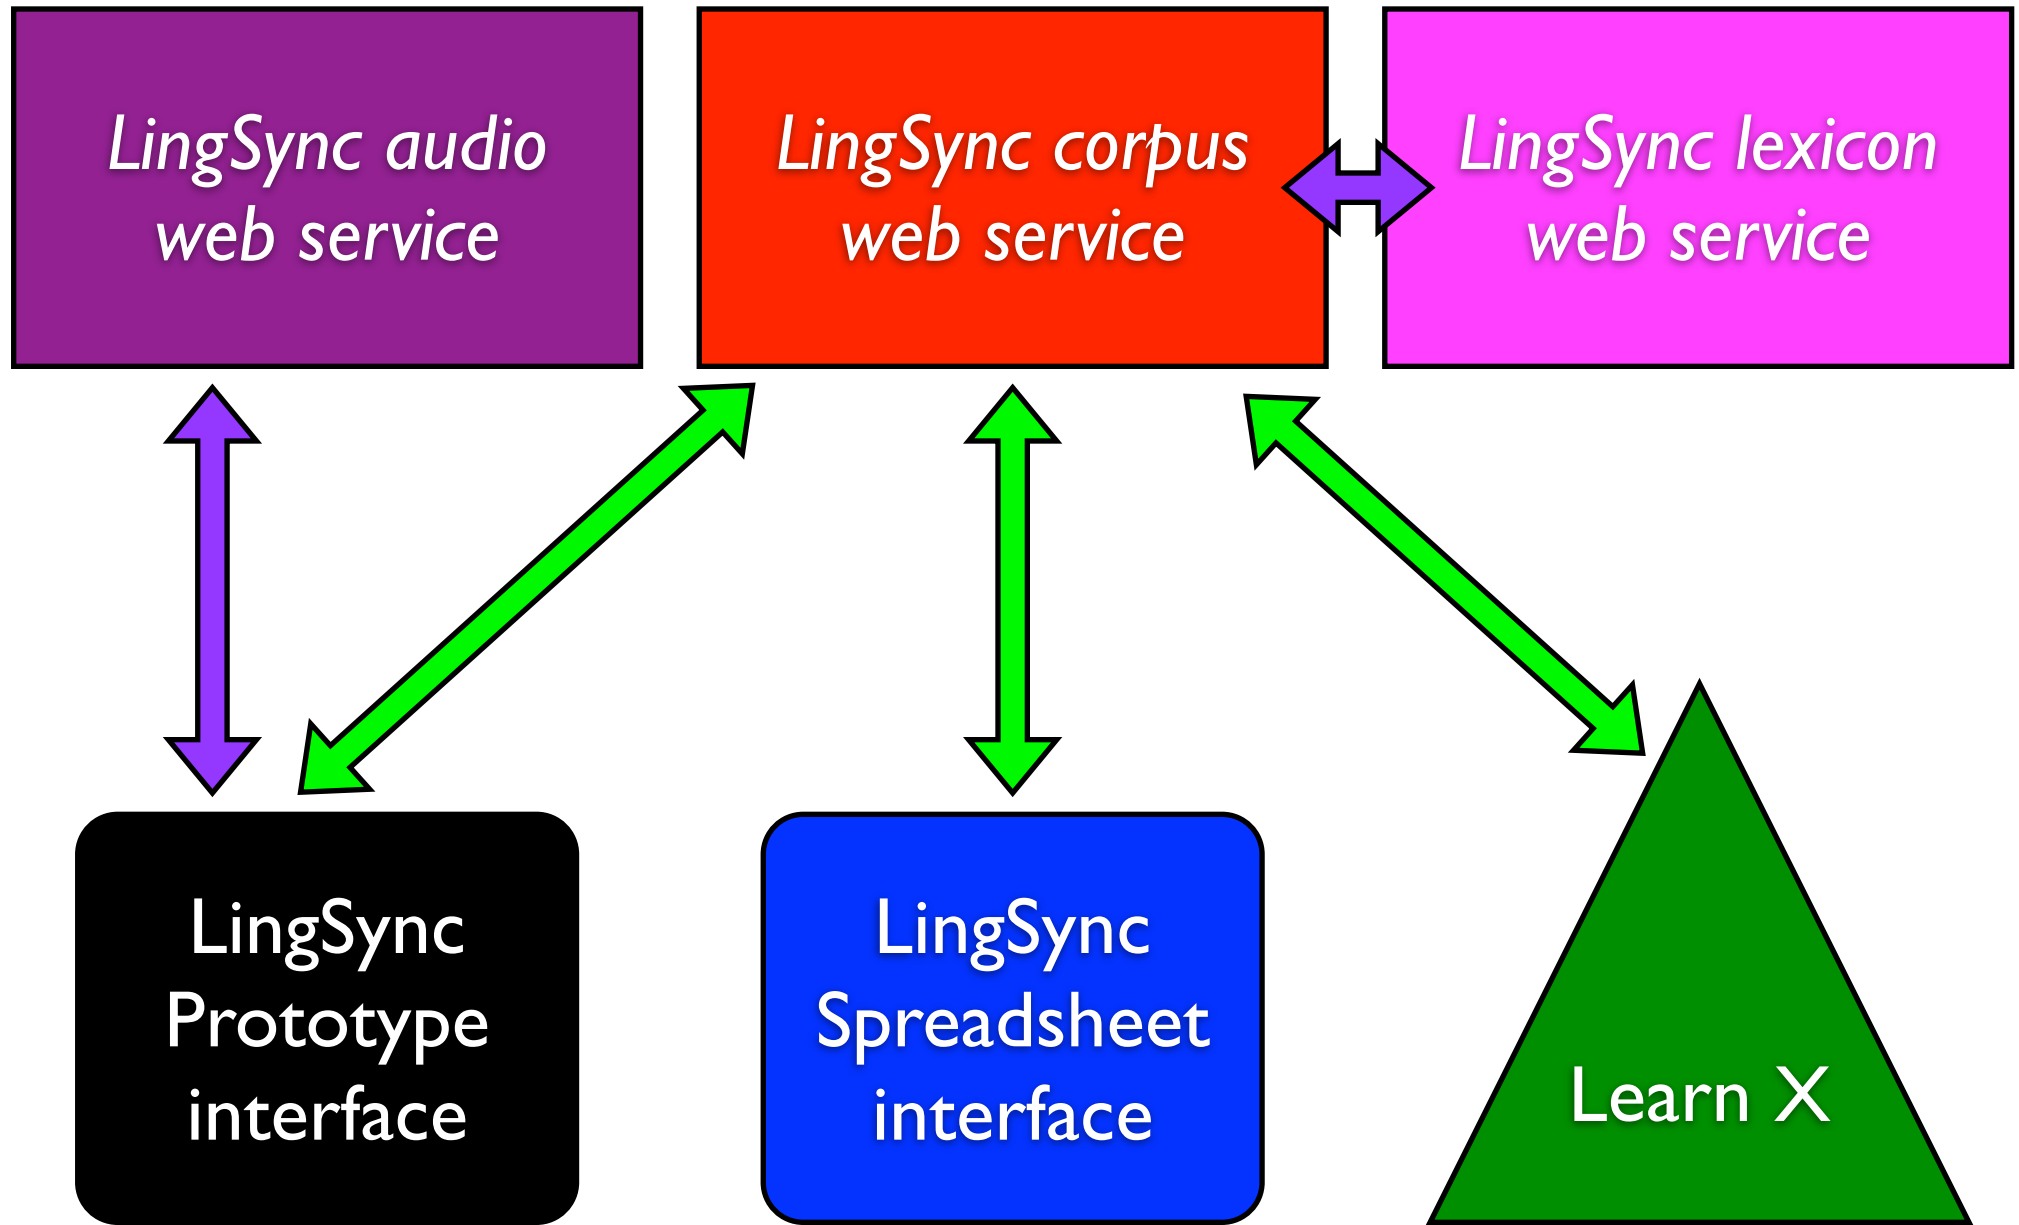 LingSync audio
web service
LingSync corpus
web service
LingSync lexicon
web service
LingSync
Prototype
interface
LingSync
Spreadsheet
interface
Learn X